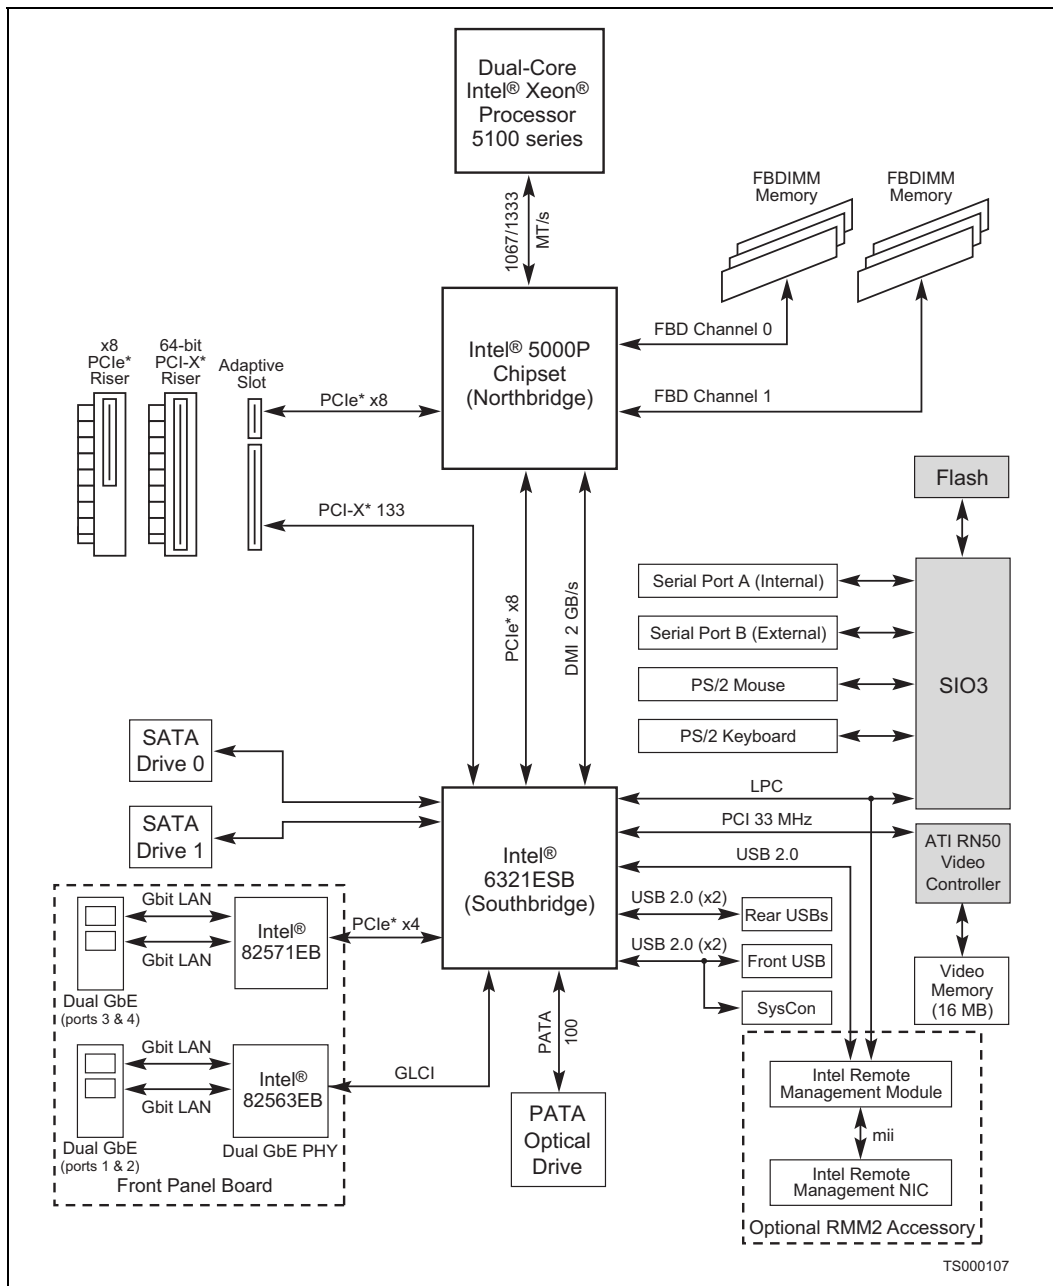 Dual-Core
Intel® Xeon®
Processor
5100 series
1067/1333
MT/s
FBDIMM
Memory
FBDIMM
Memory
FBD Channel 0
FBD Channel 1
Intel® 5000P
Chipset
(Northbridge)
x8
PCIe*
Riser
64-bit
PCI-X*
Riser
Adaptive
Slot
PCIe* x8
PCI-X* 133
PCIe* x8
DMI 2 GB/s
Flash
Serial Port A (Internal)
Serial Port B (External)
PS/2 Mouse
PS/2 Keyboard
SIO3
SATA
Drive 0
SATA
Drive 1
Intel®
6321ESB
(Southbridge)
LPC
PCI 33 MHz
USB 2.0
USB 2.0 (x2)
Rear USBs
USB 2.0 (x2)
Front USB
SysCon
ATI RN50
Video
Controller
Video
Memory
(16 MB)
Gbit LAN
Gbit LAN
Intel®
82571EB
PCIe* x4
Dual GbE
(ports 3 & 4)
Gbit LAN
Gbit LAN
Intel®
82563EB
GLCI
Dual GbE
(ports 1 & 2)
Dual GbE PHY
Front Panel Board
PATA
100
PATA
Optical
Drive
Intel Remote
Management Module
mii
Intel Remote
Management NIC
Optional RMM2 Accessory
TS000107